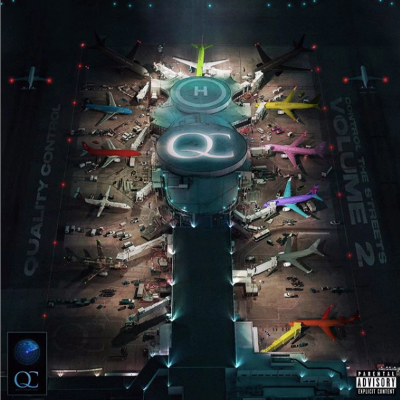 H
QC
QUALITY CONTROL
CONTROL THE STREETS
VOLUME 2
QC
PARENTAL
ADVISORY
EXPLICIT CONTENT